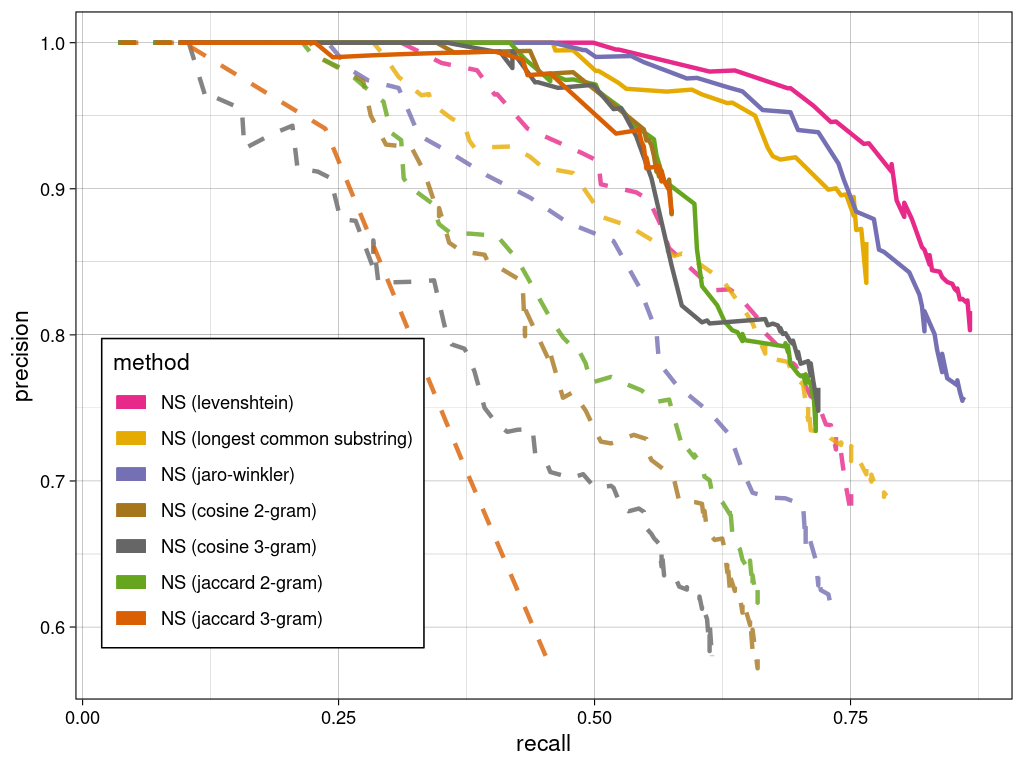 1.0
0.9
0.8
0.7
0.6
precision
method
NS (levenshtein)
NS (longest common substring)
NS (jaro-winkler)
NS (cosine 2-gram)
NS (cosine 3-gram)
NS (jaccard 2-gram)
NS (jaccard 3-gram)
0.00 0.25 0.50 0.75
recall